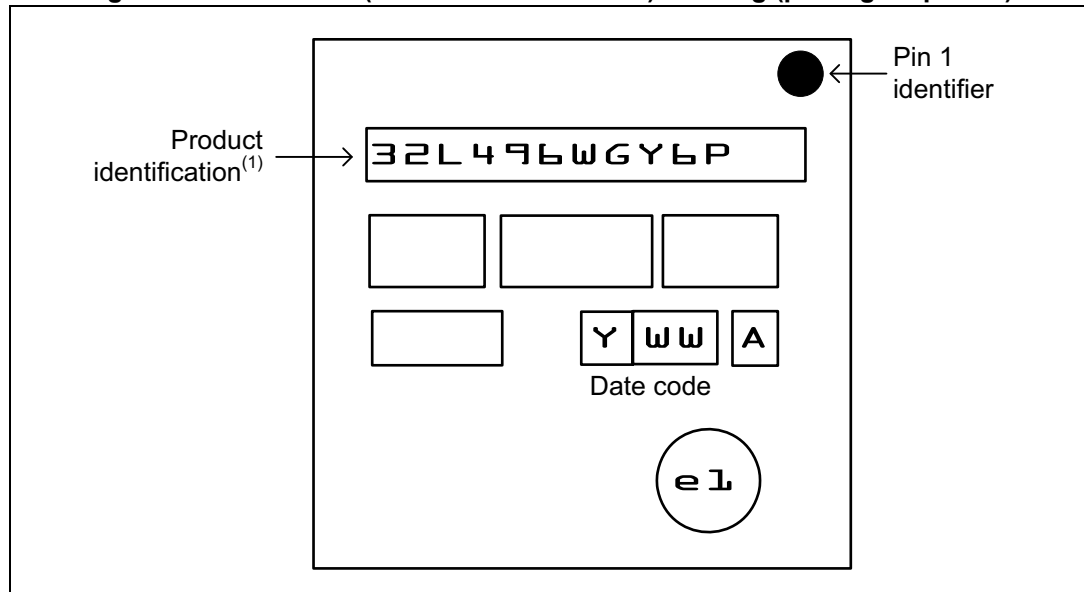 Pin 1
identifier
Product
identification(1)
32L496WGY6P
Y WW A
Date code
e1